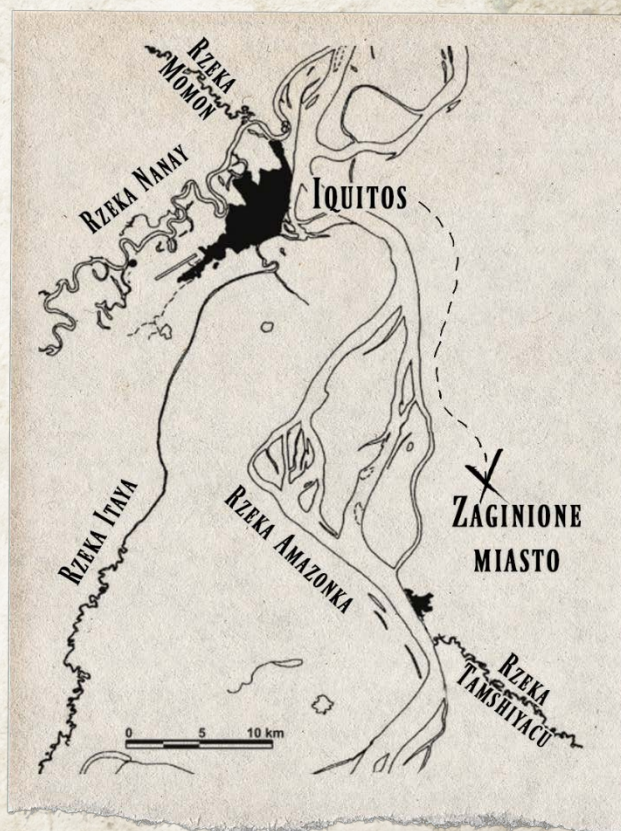 Rzeka
Momon
Rzeka Nanay
Iquitos
Zaginione
miasto
Rzeka Itaya
Rzeka Amazonka
Rzeka
Tamshiyacu
0 5 10 km